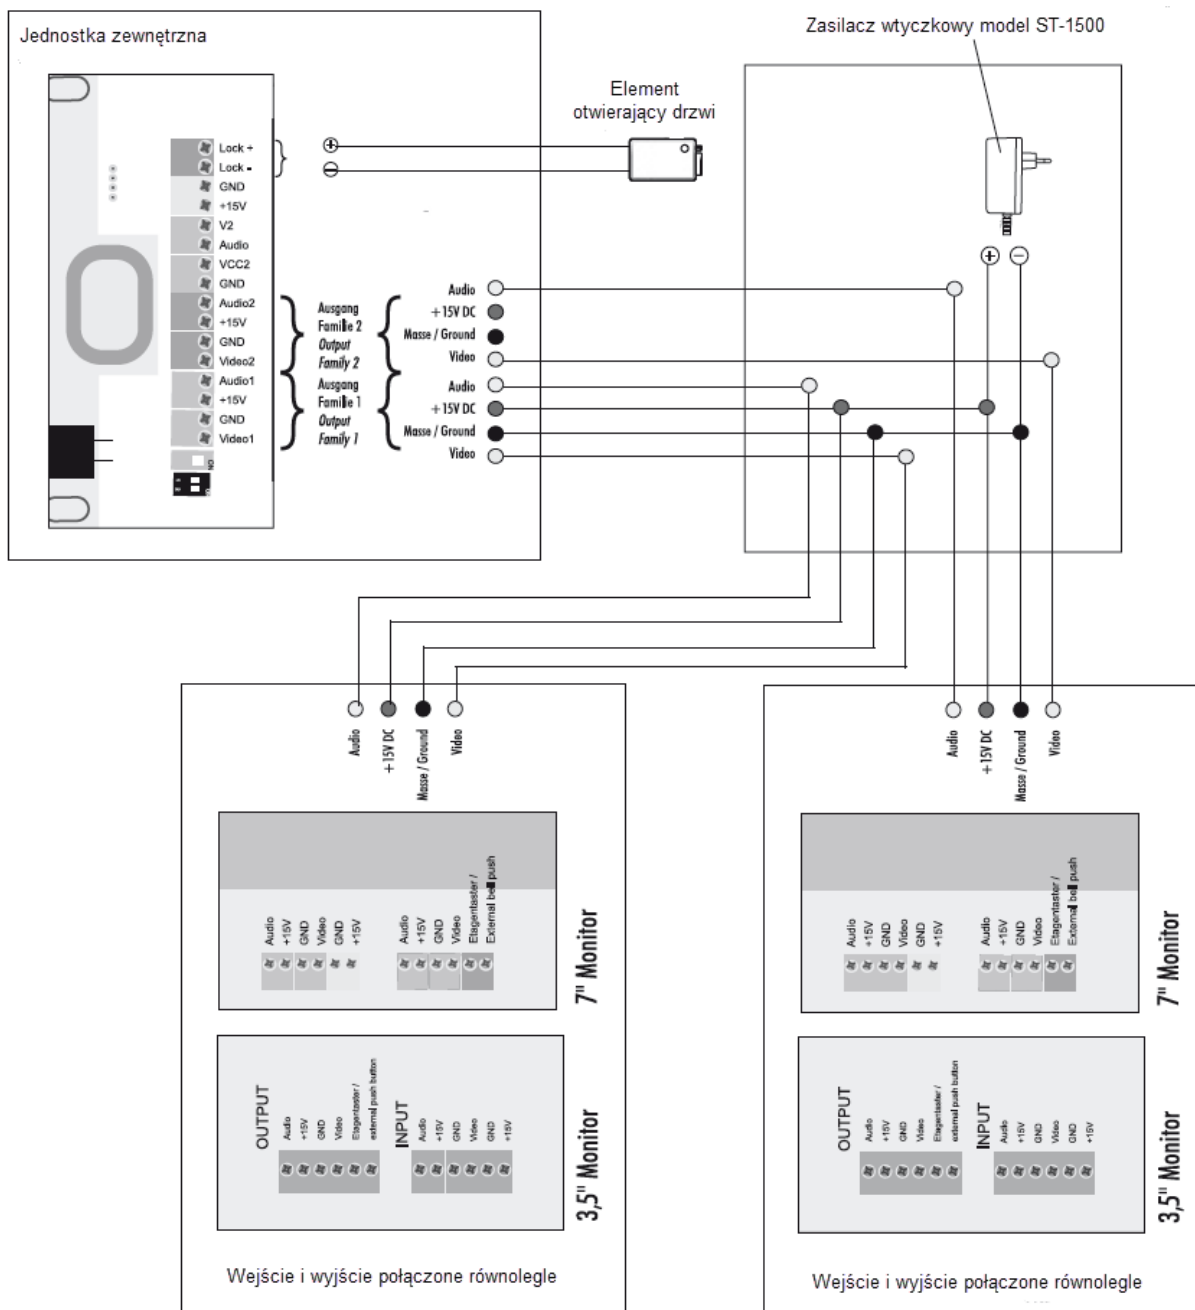 Jednostka zewnętrzna
Zasilacz wtyczkowy model ST-1500
Element
otwierający drzwi
Lock +
Lock -
GND
+15V
V2
Audio
VCC2
GND
Audio2
+15V
GND
Video2
Audio1
+15V
GND
Video1
Ausgang
Familie 2
Output
Family 2
Ausgang
Familie 1
Output
Family 1
Audio
+15V DC
Masse / Ground
Video
Audio
+15V DC
Masse / Ground
Video
Audio
+15V DC
Masse / Ground
Video
Audio
+15V
GND
Video
GND
+15V
Audio
+15V
GND
Video
Etagentaster /
External bell push
7" Monitor
OUTPUT
Audio
+15V
GND
Video
Etagentaster /
external push button
INPUT
Audio
+15V
GND
Video
GND
+15V
3,5" Monitor
Wejście i wyjście połączone równolegle
Audio
+15V DC
Masse / Ground
Video
Audio
+15V
GND
Video
GND
+15V
Audio
+15V
GND
Video
Etagentaster /
External bell push
7" Monitor
OUTPUT
Audio
+15V
GND
Video
Etagentaster /
external push button
INPUT
Audio
+15V
GND
Video
GND
+15V
3,5" Monitor
Wejście i wyjście połączone równolegle